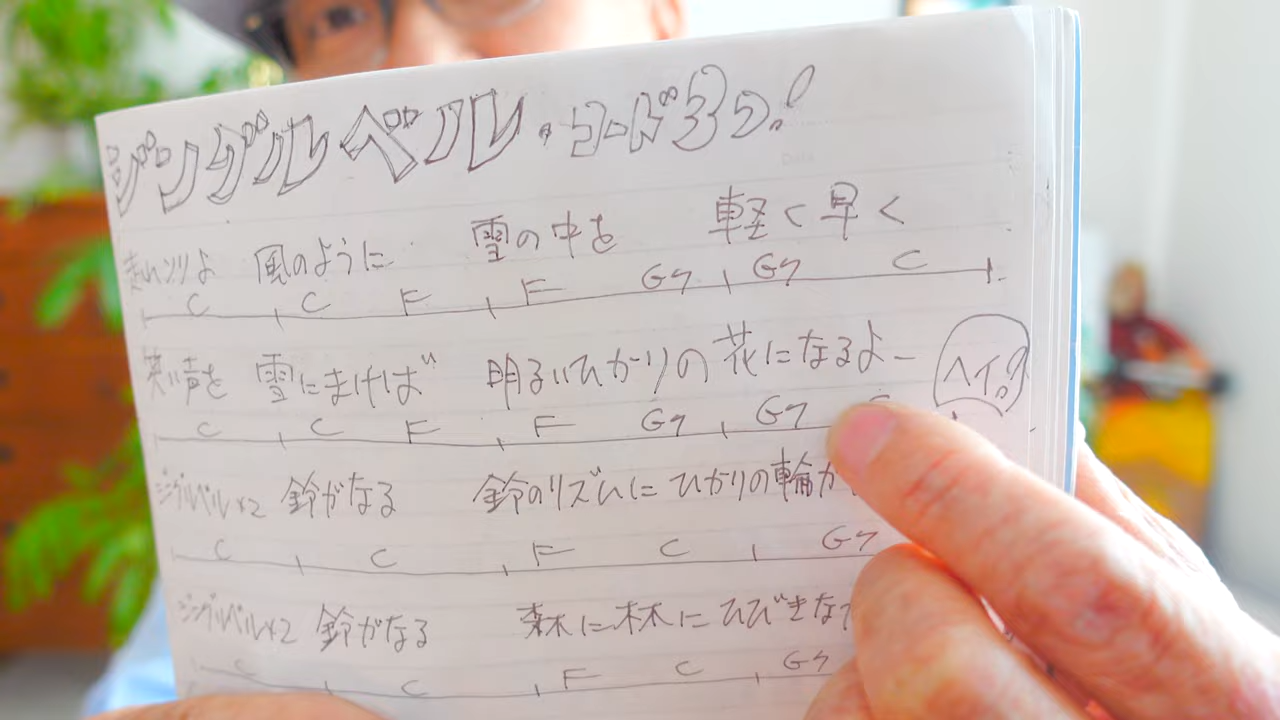 ジングルベル・コードろっ!
走れソリよ 風のように 雪の中を 軽く早く
C C F F G7 G7 C
笑い声を 雪にまけば 明るいひかりの 花になるよー ヘイ!!
C C F F G7 G7 C
ジングルベル×2 鈴がなる 鈴のリズムに ひかりの輪が
C C F C G7
ジングルベル×2 鈴がなる 森に林に ひびきな
C C F C G7